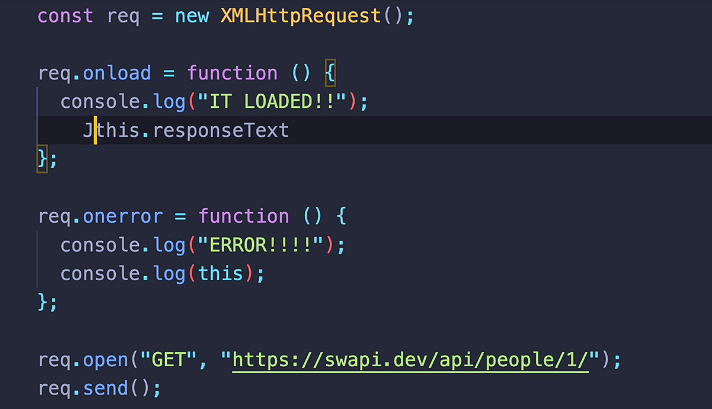 const req = new XMLHttpRequest();
req.onload = function () {
console.log("IT LOADED!!");
Jthis.responseText
};
req.onerror = function () {
console.log("ERROR!!!!");
console.log(this);
};
req.open("GET", "https://swapi.dev/api/people/1/");
req.send();